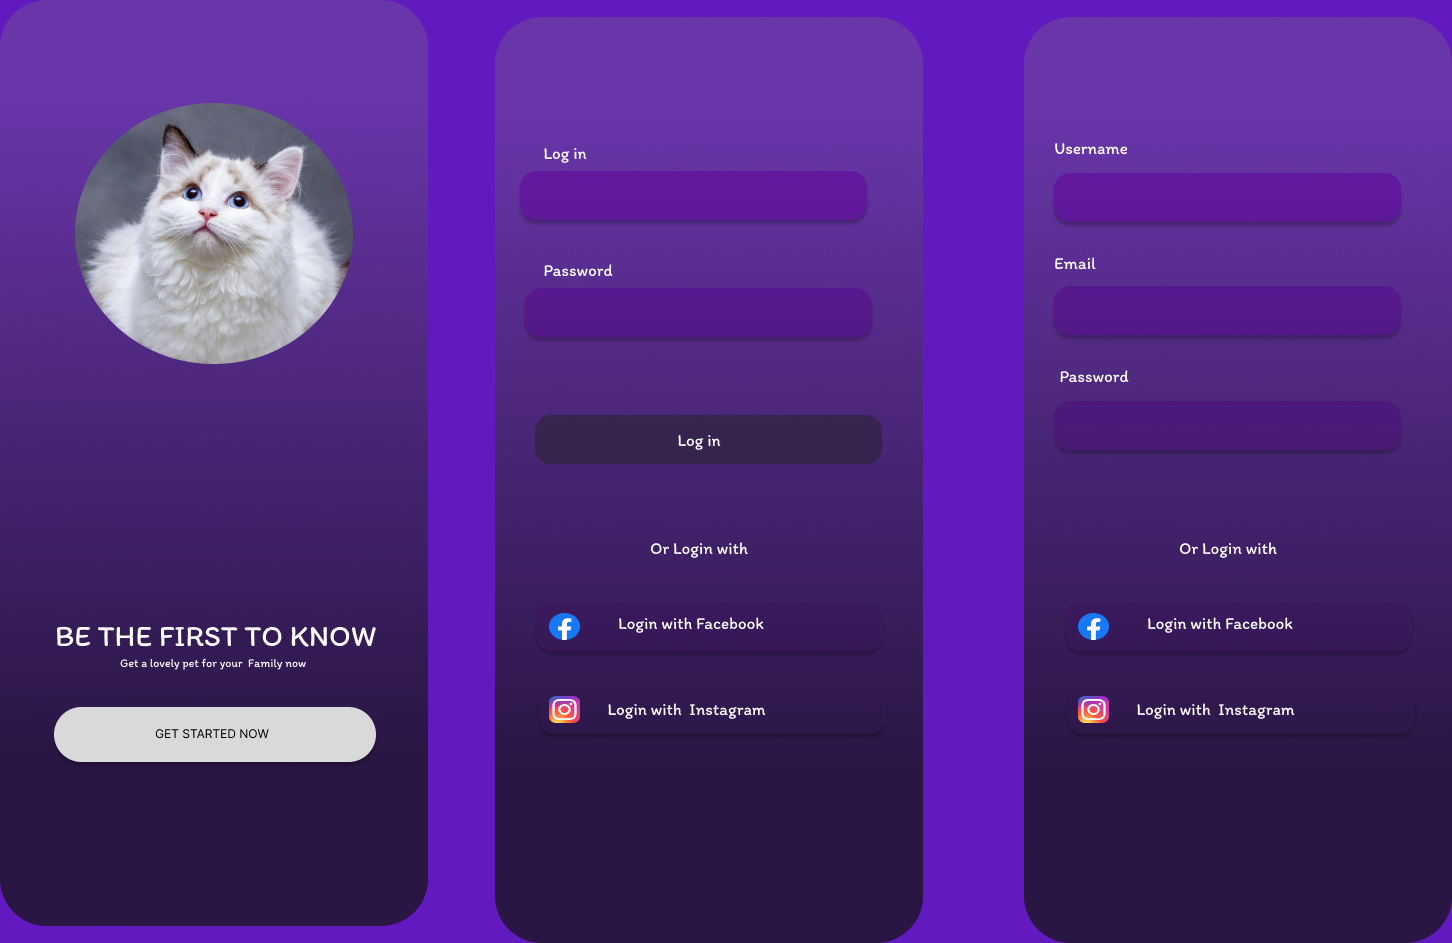 BE THE FIRST TO KNOW
Get a lovely pet for your  Family now
GET STARTED NOW
Log in
Password
Log in
Or Login with
Login with Facebook
Login with  Instagram
Username
Email
Password
Or Login with
Login with Facebook
Login with  Instagram